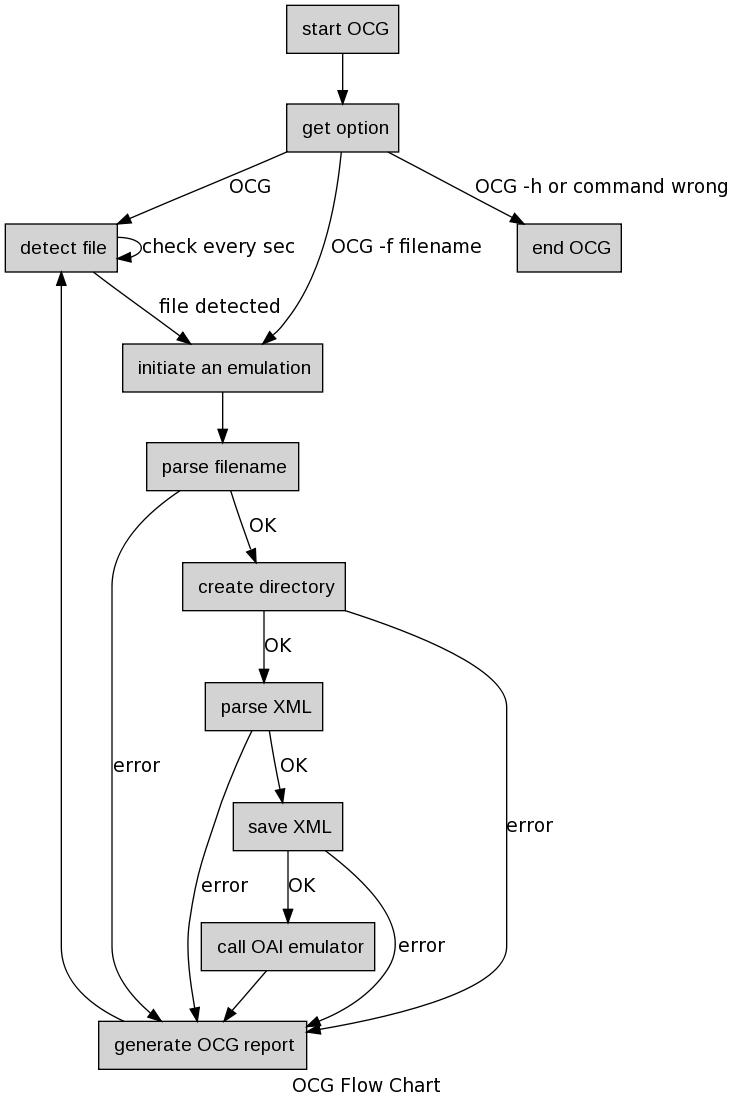 start OCG
get option
OCG
OCG -h or command wrong
detect file
check every sec
OCG -f filename
end OCG
file detected
initiate an emulation
parse filename
OK
create directory
OK
parse XML
error
OK
save XML
error
error
OK
call OAI emulator
error
generate OCG report
OCG Flow Chart